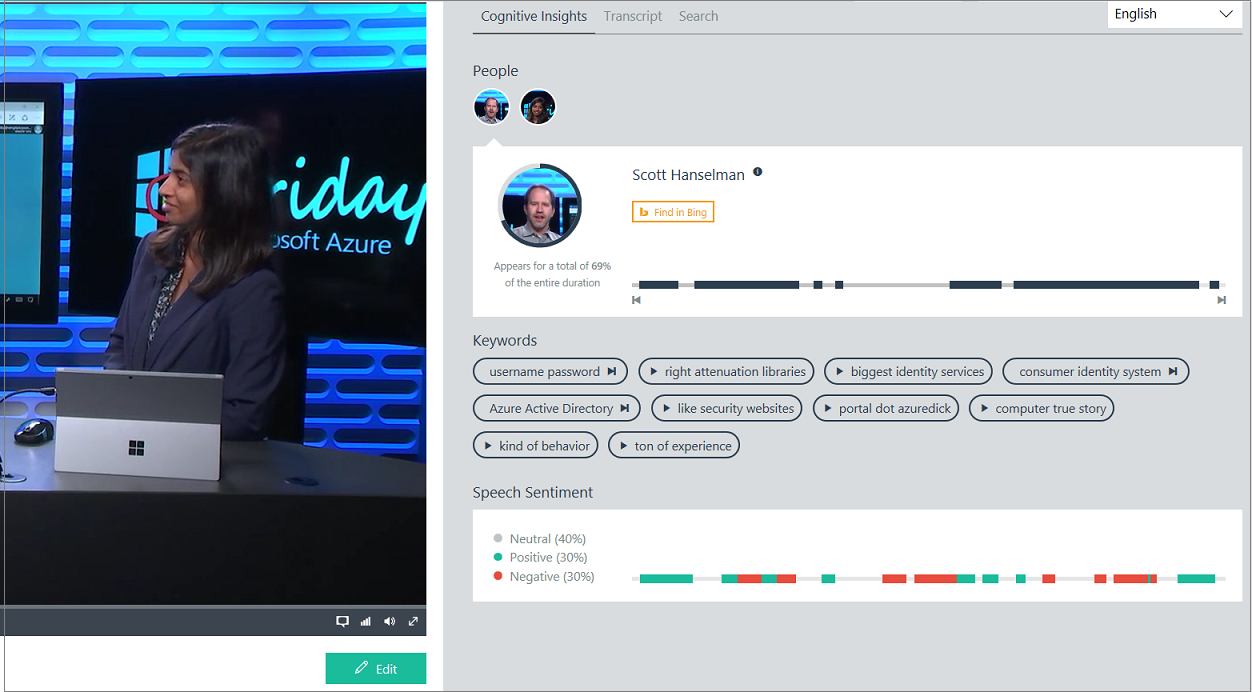 riday
osoft Azure
Edit
Cognitive Insights Transcript Search
English
People
Scott Hanselman
Find in Bing
Appears for a total of 69%
of the entire duration
Keywords
username password right attenuation libraries biggest identity services consumer identity system
Azure Active Directory like security websites portal dot azuredick computer true story
kind of behavior ton of experience
Speech Sentiment
Neutral (40%)
Positive (30%)
Negative (30%)